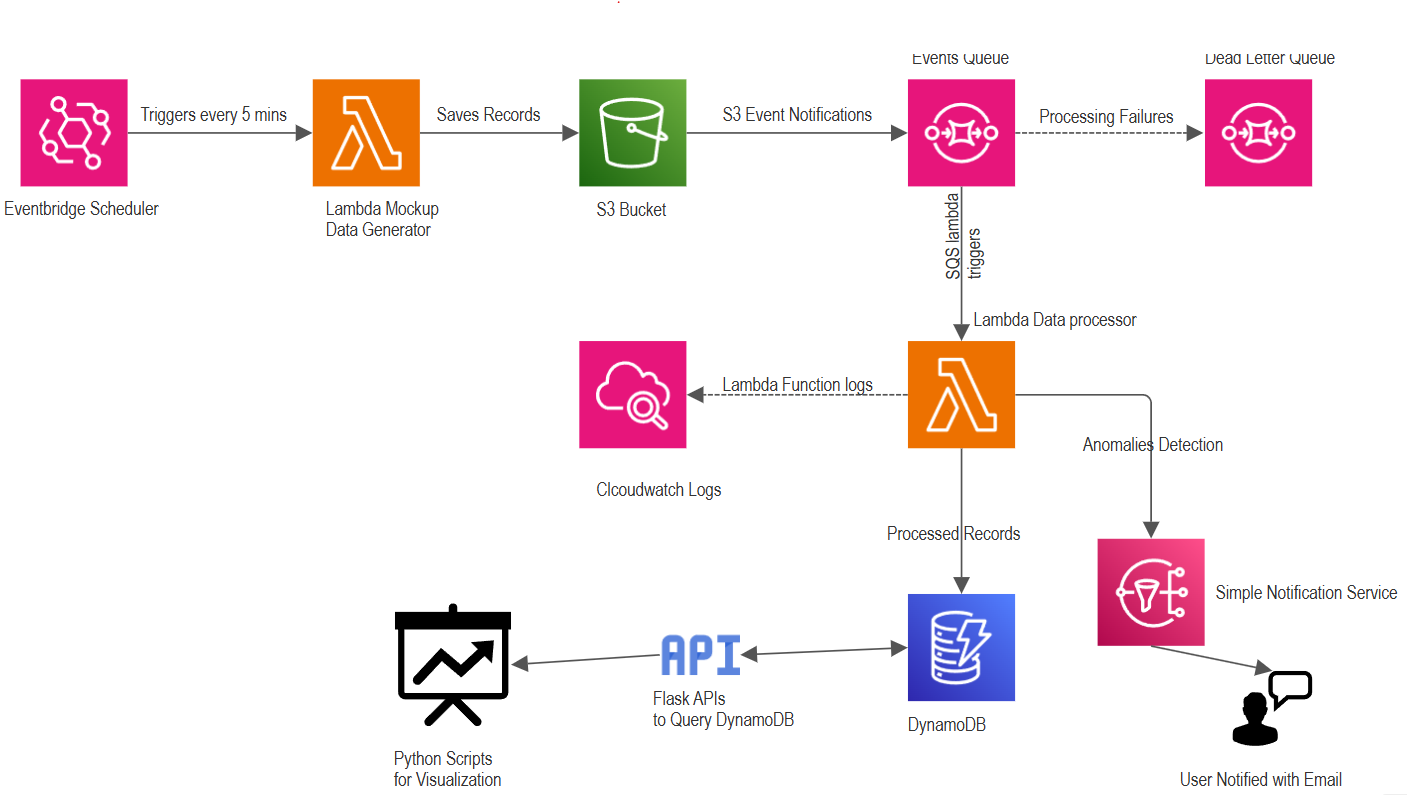 Events Queue
Dead Letter Queue
Triggers every 5 mins
Saves Records
S3 Event Notifications
Processing Failures
Eventbridge Scheduler
Lambda Mockup
Data Generator
S3 Bucket
SQS lambda
triggers
Lambda Data processor
Lambda Function logs
Anomalies Detection
Clcoudwatch Logs
Processed Records
Simple Notification Service
API
Flask APIs
to Query DynamoDB
DynamoDB
Python Scripts
for Visualization
User Notified with Email